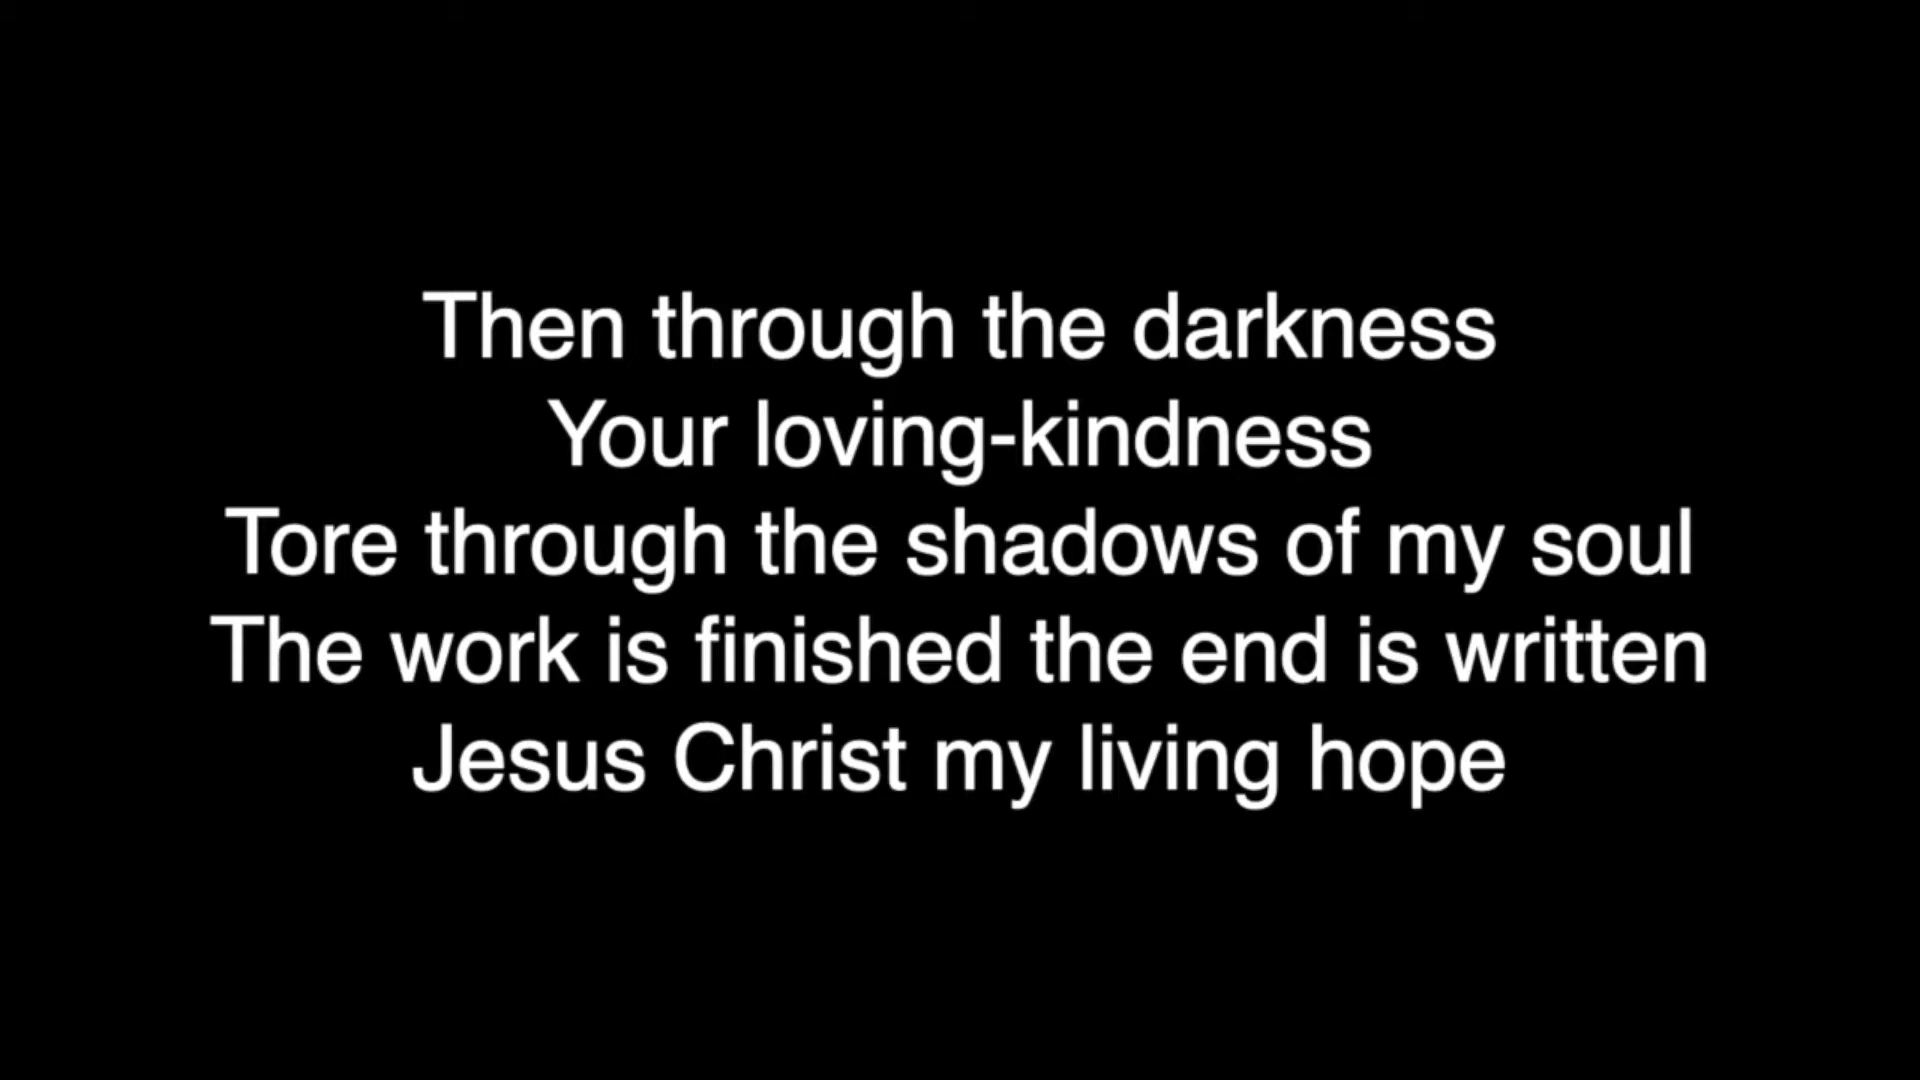 Then through the darkness
Your loving-kindness
Tore through the shadows of my soul
The work is finished the end is written
Jesus Christ my living hope